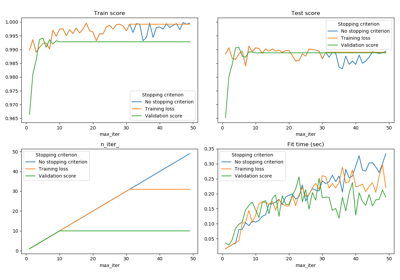 Train score
1.000
0.995
0.990
0.985
0.980
0.975
0.970
0.965
Stopping criterion
No stopping criterion
Training loss
Validation score
0
10
20
30
40
50
max_iter
Test score
Stopping criterion
No stopping criterion
Training loss
Validation score
0
10
20
30
40
50
max_iter
n_iter_
50
40
30
20
10
0
Stopping criterion
No stopping criterion
Training loss
Validation score
0
10
20
30
40
50
max_iter
Fit time (sec)
0.35
0.30
0.25
0.20
0.15
0.10
0.05
Stopping criterion
No stopping criterion
Training loss
Validation score
0
10
20
30
40
50
max_iter